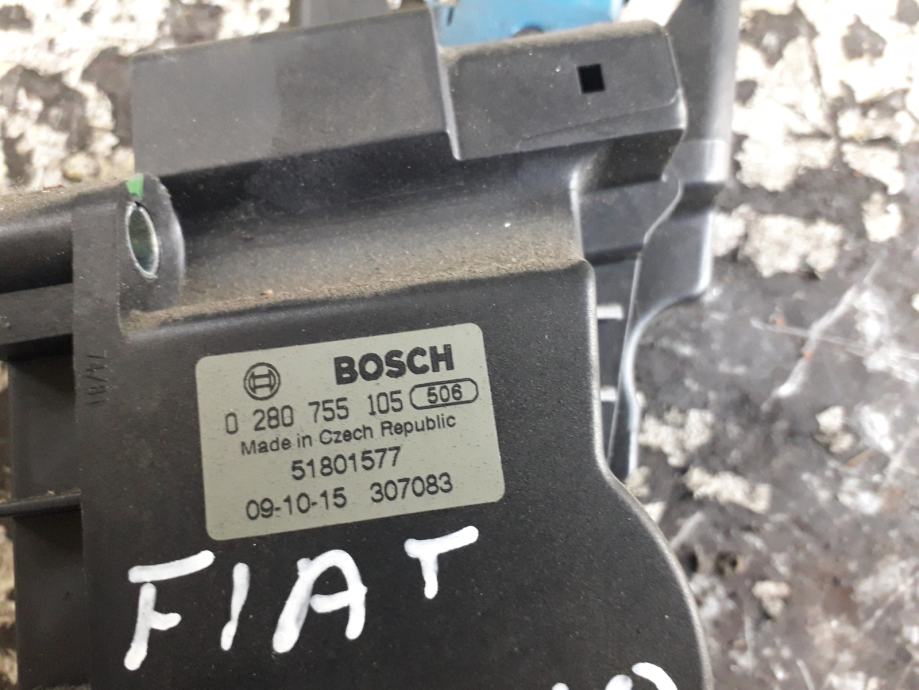 BOSCH
0 280 755 105 506
Made in Czech Republic
51801577
09-10-15 307083
FIAT